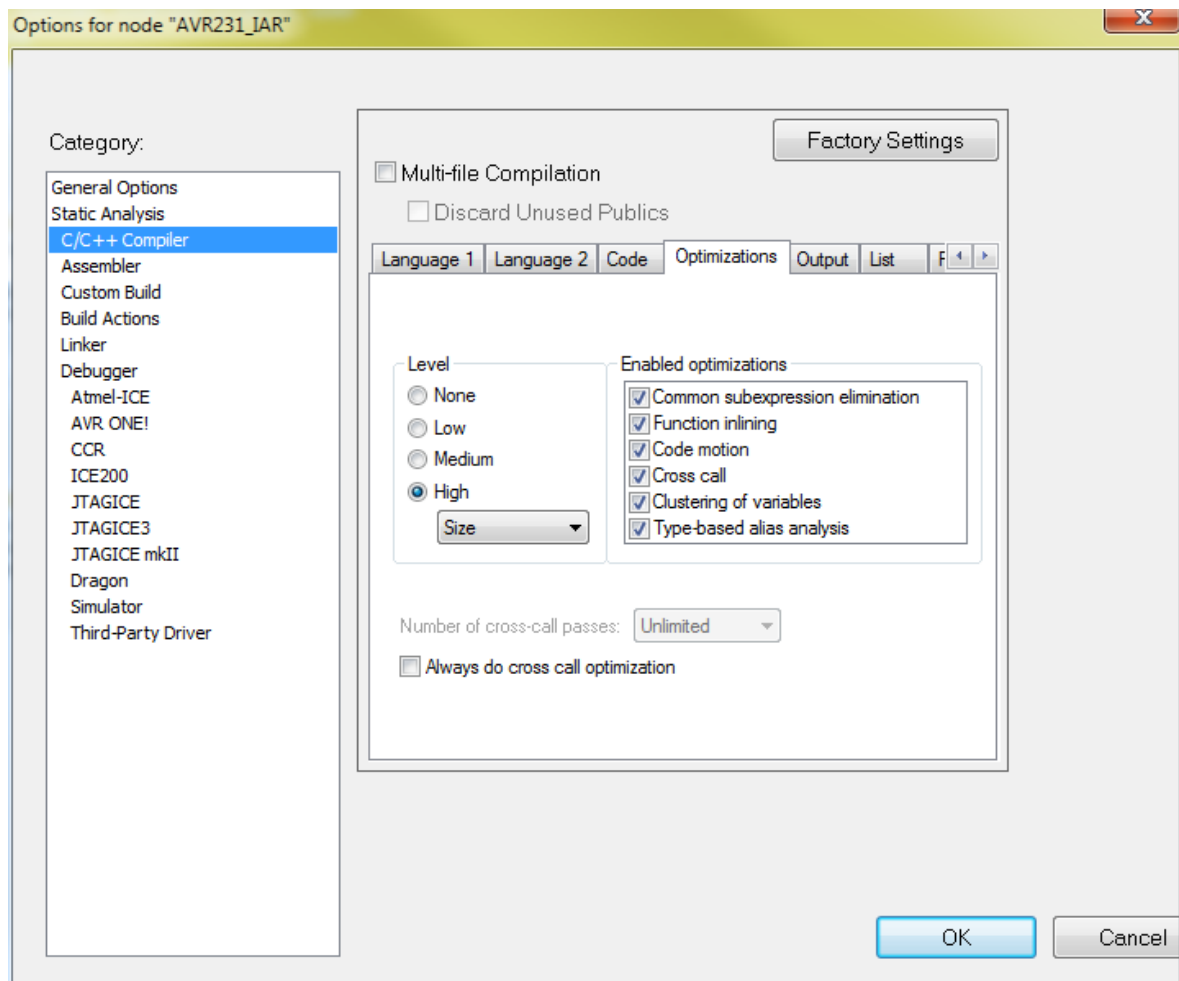 Options for node "AVR231_IAR"
x
Category:
General Options
Static Analysis
C/C++ Compiler
Assembler
Custom Build
Build Actions
Linker
Debugger
Atmel-ICE
AVR ONE!
CCR
ICE200
JTAGICE
JTAGICE3
JTAGICE mkII
Dragon
Simulator
Third-Party Driver
Factory Settings
Multi-file Compilation
Discard Unused Publics
Language 1 Language 2 Code Optimizations Output List
Level
None
Low
Medium
High
Size
Enabled optimizations
Common subexpression elimination
Function inlining
Code motion
Cross call
Clustering of variables
Type-based alias analysis
Number of cross-call passes: Unlimited
Always do cross call optimization
OK Cancel